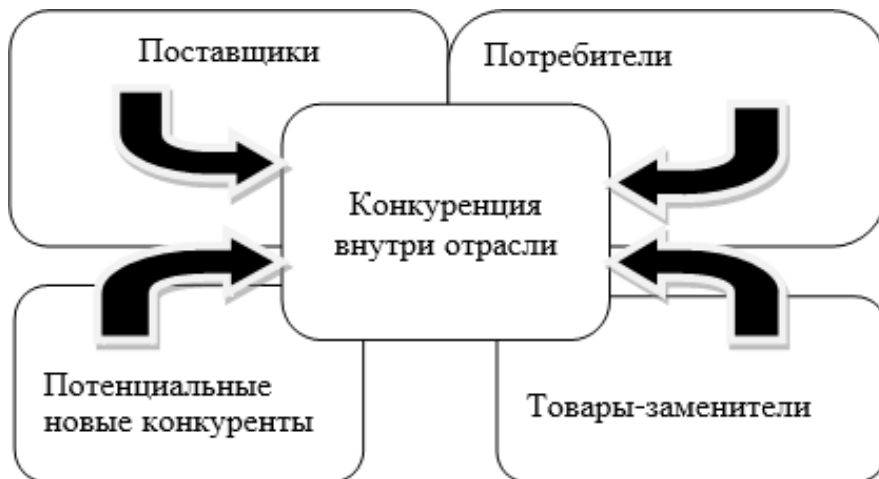 Поставщики
Потребители
Конкуренция
внутри отрасли
Потенциальные
новые конкуренты
Товары-заменители